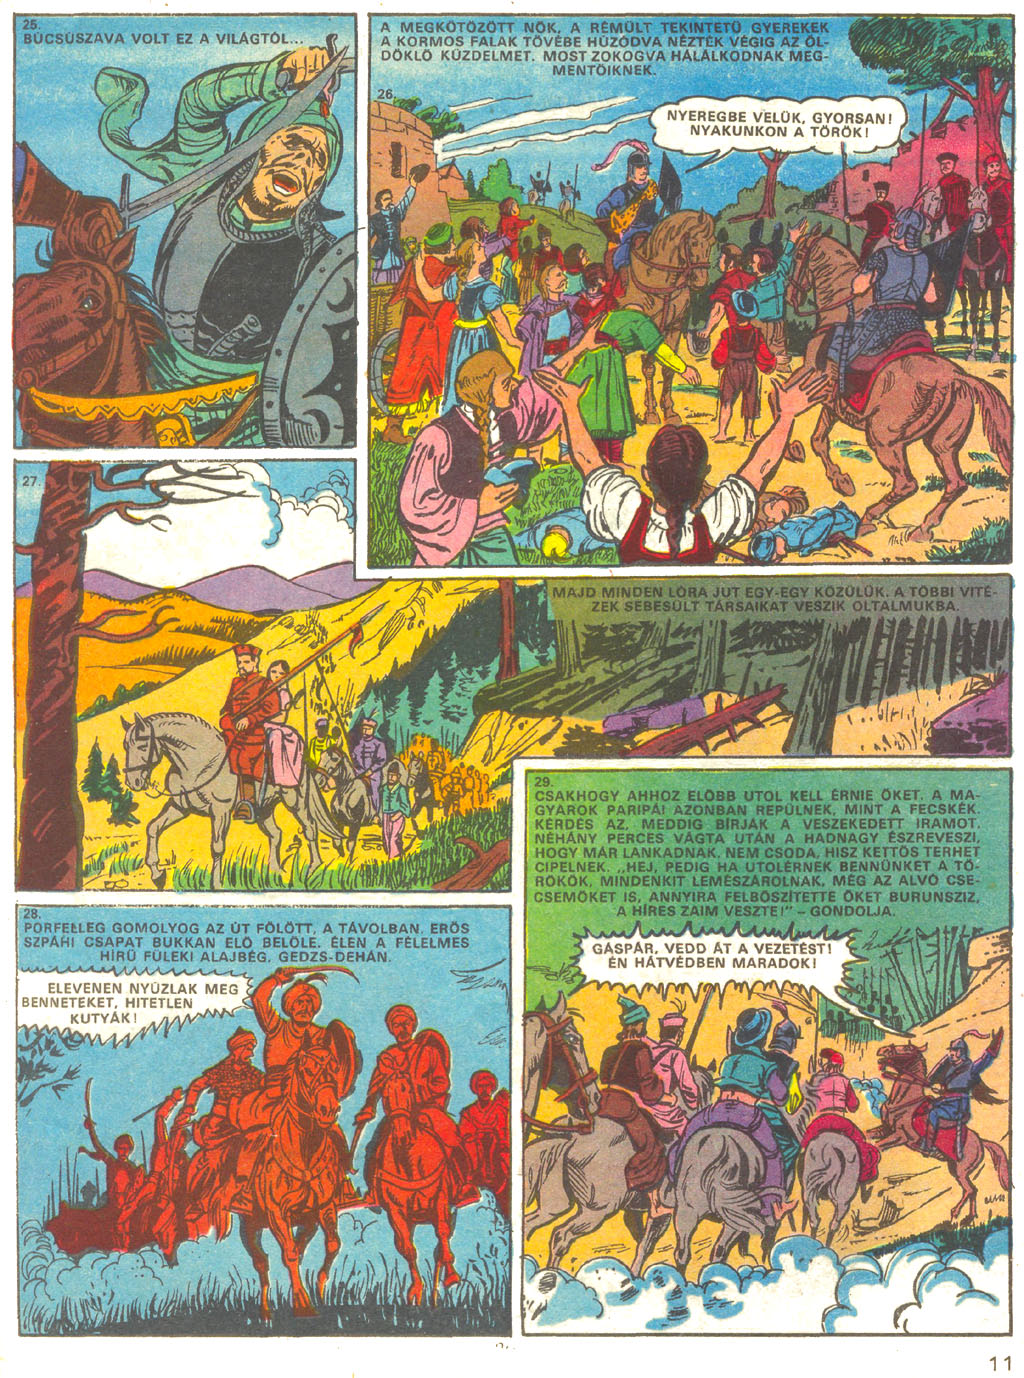 25.
BÚCSÚSZAVA VOLT EZ A VILÁGTÓL...
A MEGKÖTÖZÖTT NŐK, A RÉMÜLT TEKINTETŰ GYEREKEK
A KORMOS FALAK TÖVÉBE HÚZÓDVA NÉZTÉK VÉGIG AZ ÖL-
DÖKLŐ KÜZDELMET. MOST ZOKOGVA HÁLÁLKODNAK MEG-
MENTŐIKNEK.
26.
NYEREGBE VELÜK, GYORSAN!
NYAKUNKON A TÖRÖK!
27.
MAJD MINDEN LÓRA JUT EGY-EGY KÖZÜLÜK. A TÖBBI VITÉ-
ZEK SEBESÜLT TÁRSAIKAT VESZIK OLTALMUKBA.
28.
PORFELLEG GOMOLYOG AZ ÚT FÖLÖTT, A TÁVOLBAN. ERŐS
SZPÁHI CSAPAT BUKKAN ELŐ BELŐLE. ÉLEN A FÉLELMES
HÍRŰ FÜLEKI ALAJBÉG, GEDZS-DEHÁN.
ELEVENEN NYÚZLAK MEG
BENNETEKET, HITETLEN
KUTYÁK!
29.
CSAKHOGY AHHOZ ELŐBB UTOL KELL ÉRNIE ŐKET. A MA-
GYAROK PARIPÁI AZONBAN REPÜLNEK, MINT A FECSKÉK.
KÉRDÉS AZ, MEDDIG BÍRJÁK A VESZEKEDETT IRAMOT.
NÉHÁNY PERCES VÁGTA UTÁN A HADNAGY ÉSZREVESZI,
HOGY MÁR LANKADNAK. NEM CSODA, HISZ KETTŐS TERHET
CIPELNEK. „HEJ, PEDIG HA UTOLÉRNEK BENNÜNKET A TÖ-
RÖKÖK, MINDENKIT LEMÉSZÁROLNAK, MÉG AZ ALVÓ CSE-
CSEMŐKET IS, ANNYIRA FELBŐSZÍTETTE ŐKET BURUNSZIZ,
A HÍRES ZAIM VESZTE!" – GONDOLJA.
GÁSPÁR, VEDD ÁT A VEZETÉST!
ÉN HÁTVÉDBEN MARADOK!
11